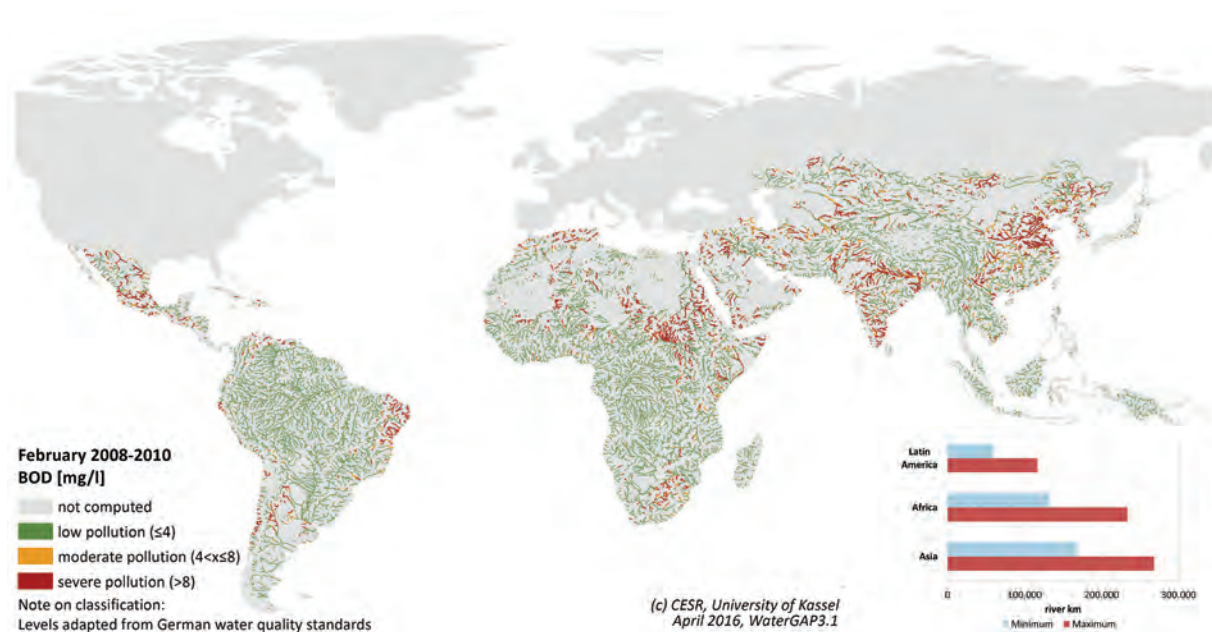 February 2008-2010
BOD [mg/l]
not computed
low pollution (≤4)
moderate pollution (4<x≤8)
severe pollution (>8)
Note on classification:
Levels adapted from German water quality standards
(c) CESR, University of Kassel
April 2016, WaterGAP3.1
Latin
America
Africa
Asia
0 100,000 200,000 300.000
river km
Minimum Maximum